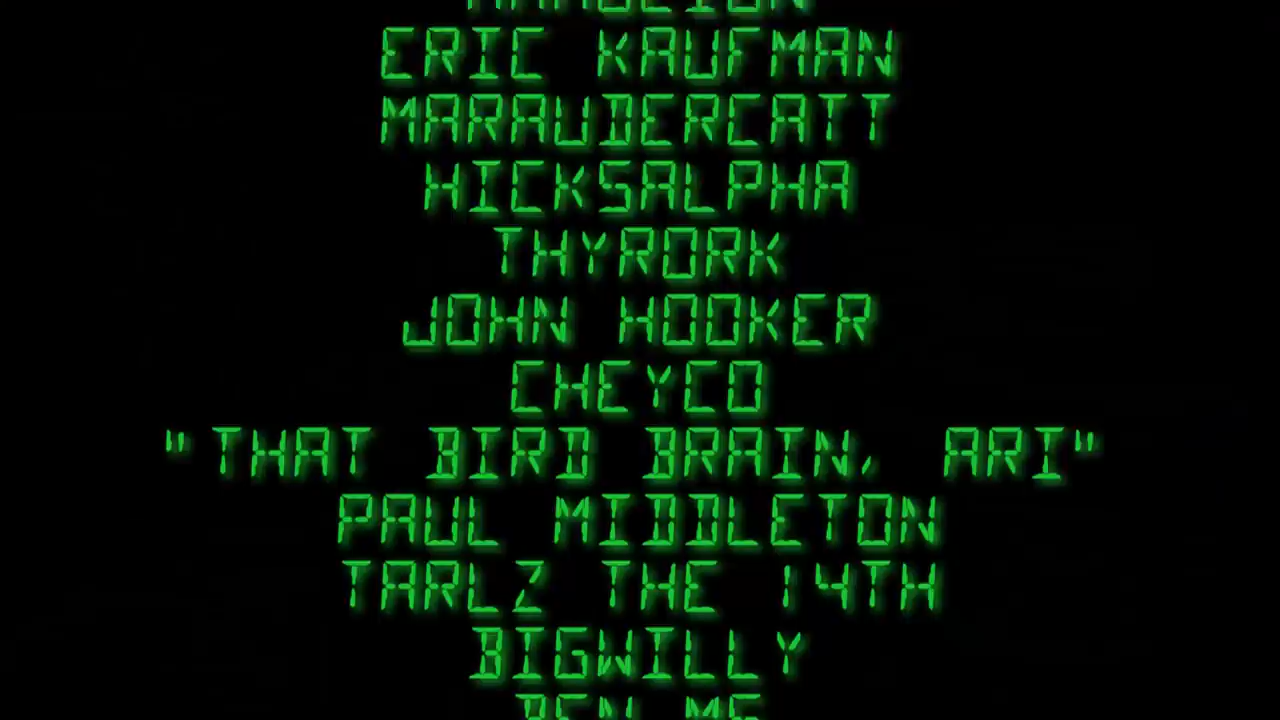 ERIC KAUFMAN
MARAUDERCATT
HICKSALPHA
THYRORK
JOHN HOOKER
CHEYCO
"THAT BIRD BRAIN, ARI"
PAUL MIDDLETON
TARLZ THE 14TH
BIGWILLY